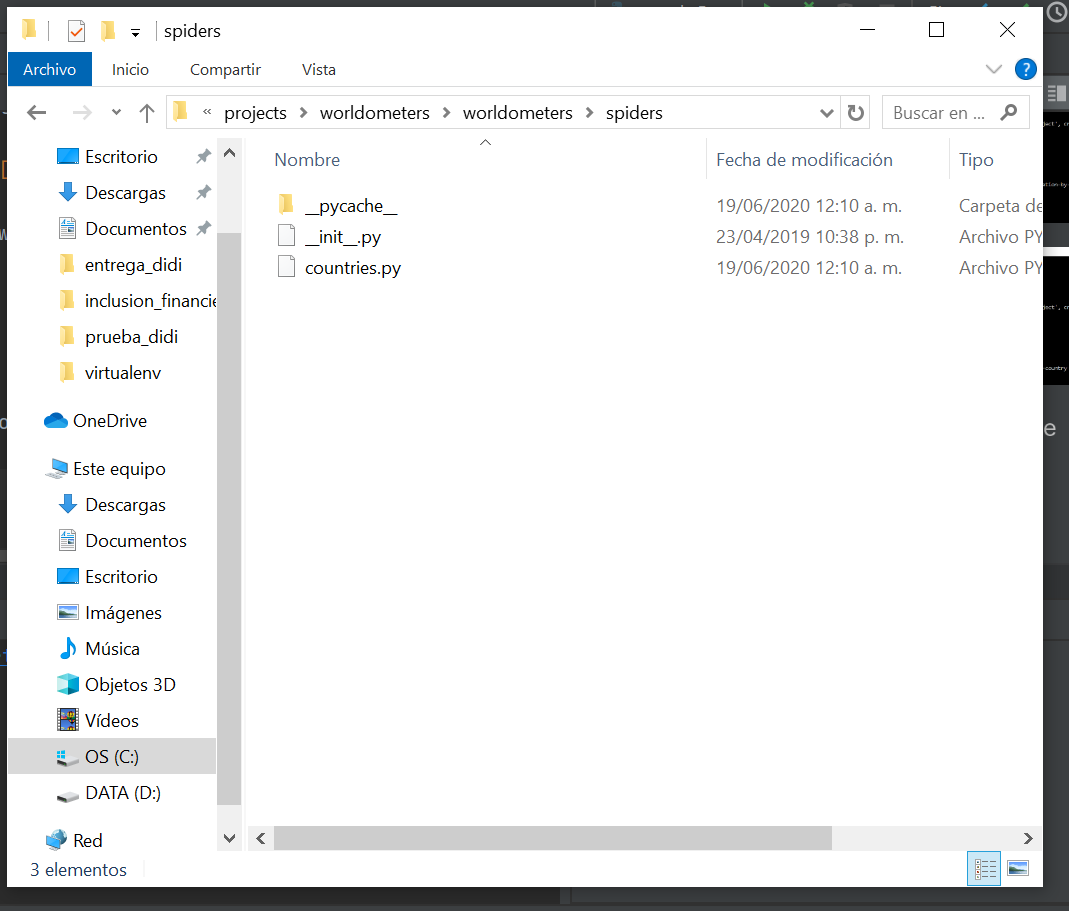 spiders
Archivo Inicio Compartir Vista
« projects > worldometers > worldometers > spiders
Buscar en ...
Nombre Fecha de modificación Tipo
__pycache__ 19/06/2020 12:10 a. m. Carpeta de
__init__.py 23/04/2019 10:38 p. m. Archivo PY
countries.py 19/06/2020 12:10 a. m. Archivo PY
Escritorio
Descargas
Documentos
entrega_didi
inclusion_financie
prueba_didi
virtualenv
OneDrive
Este equipo
Descargas
Documentos
Escritorio
Imágenes
Música
Objetos 3D
Vídeos
OS (C:)
DATA (D:)
Red
3 elementos